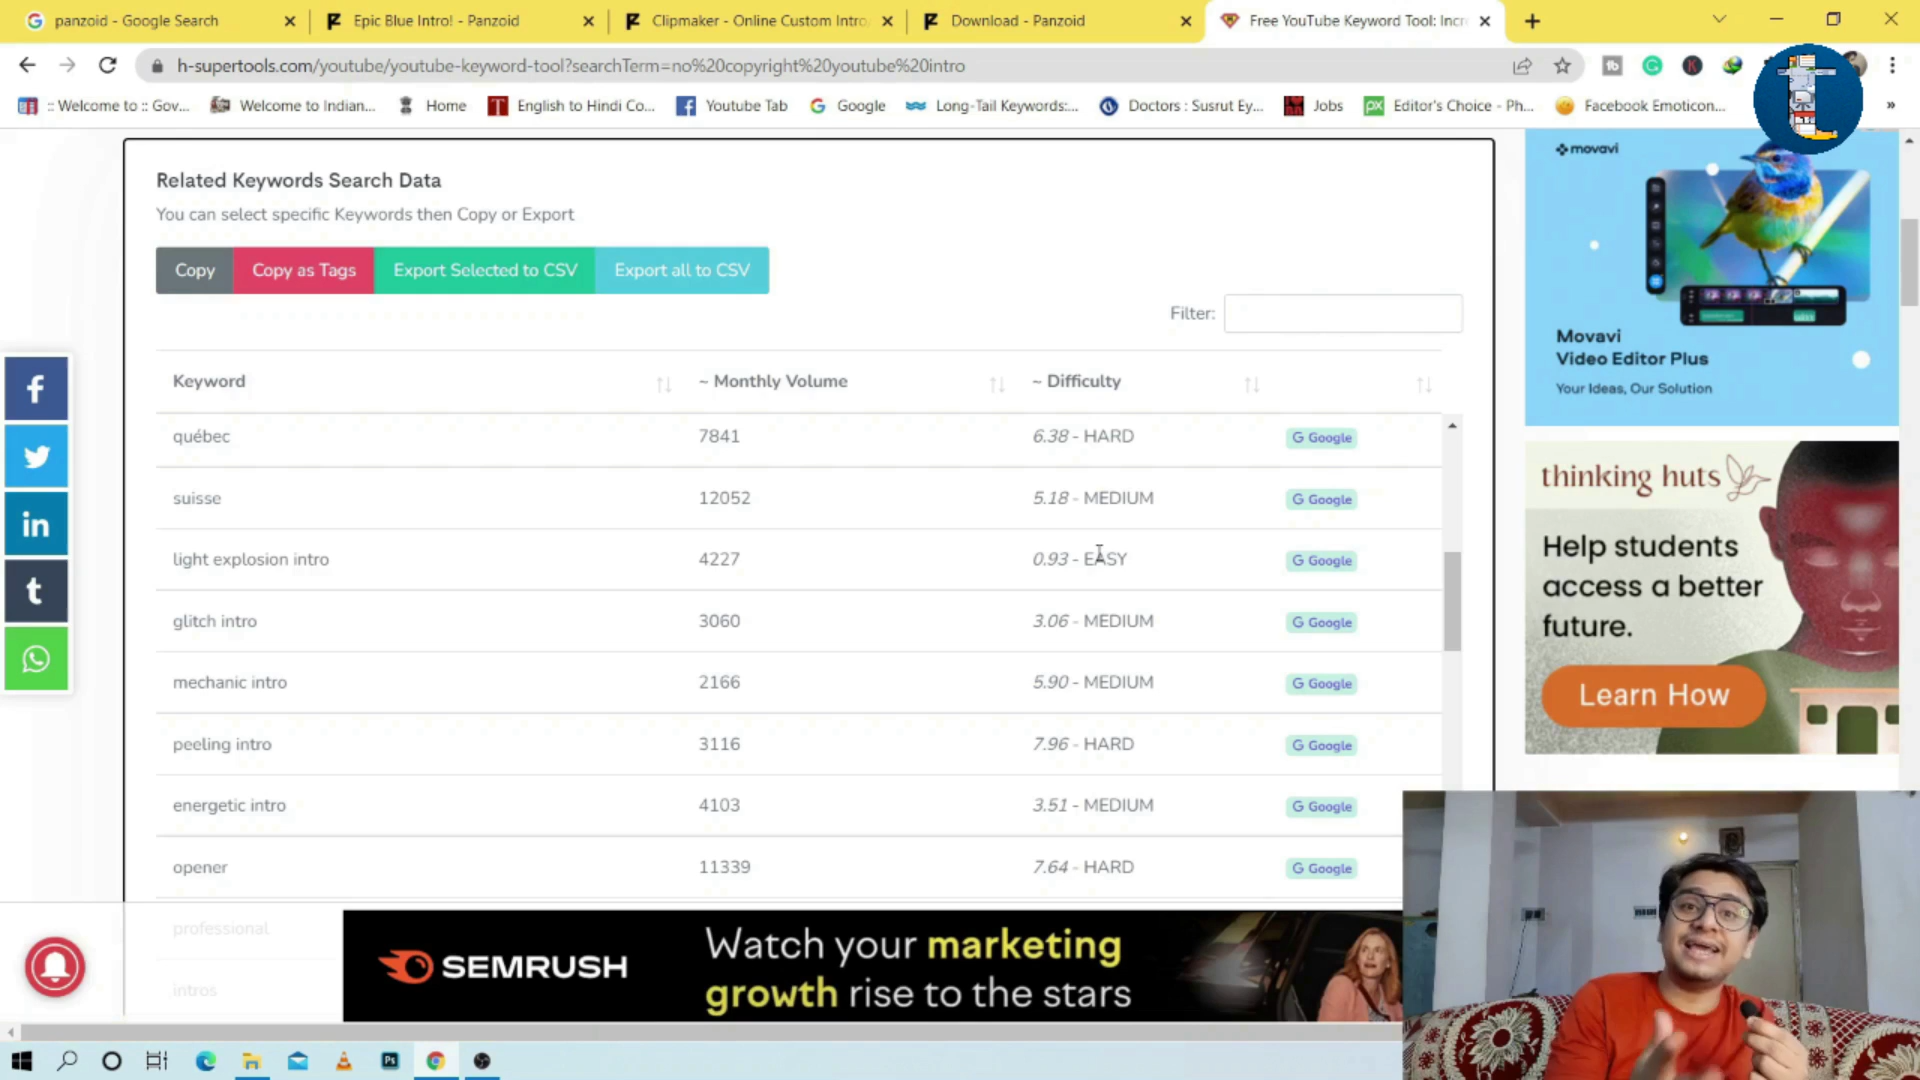 panzoid - Google Search
Epic Blue Intro! - Panzoid
Clipmaker - Online Custom Intro
Download - Panzoid
Free YouTube Keyword Tool: Incr
h-supertools.com/youtube/youtube-keyword-tool?searchTerm=no%20copyright%20youtube%20intro
:: Welcome to :: Gov...
Welcome to Indian...
Home
English to Hindi Co...
Youtube Tab
Google
Long-Tail Keywords:...
Doctors : Susrut Ey...
Jobs
Editor's Choice - Ph...
Facebook Emoticon...
Related Keywords Search Data
You can select specific Keywords then Copy or Export
Copy
Copy as Tags
Export Selected to CSV
Export all to CSV
Filter:
Keyword ~ Monthly Volume ~ Difficulty
québec 7841 6.38 - HARD G Google
suisse 12052 5.18 - MEDIUM G Google
light explosion intro 4227 0.93 - EASY G Google
glitch intro 3060 3.06 - MEDIUM G Google
mechanic intro 2166 5.90 - MEDIUM G Google
peeling intro 3116 7.96 - HARD G Google
energetic intro 4103 3.51 - MEDIUM G Google
opener 11339 7.64 - HARD G Google
professional
intros
movavi
Movavi
Video Editor Plus
Your Ideas, Our Solution
thinking huts
Help students
access a better
future.
Learn How
SEMRUSH
Watch your marketing
growth rise to the stars